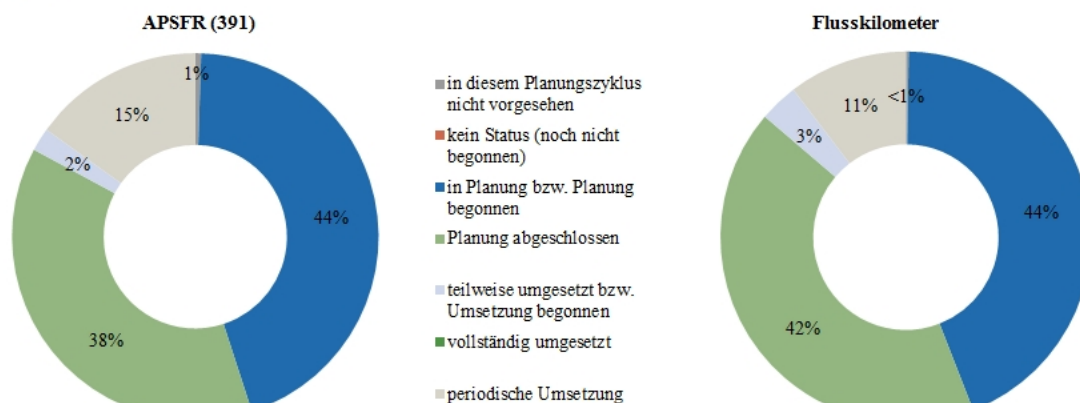 APSFR (391)
1%
15%
2%
44%
38%
in diesem Planungszyklus
nicht vorgesehen
kein Status (noch nicht
begonnen)
in Planung bzw. Planung
begonnen
Planung abgeschlossen
teilweise umgesetzt bzw.
Umsetzung begonnen
vollständig umgesetzt
periodische Umsetzung
Flusskilometer
<1%
11%
3%
44%
42%